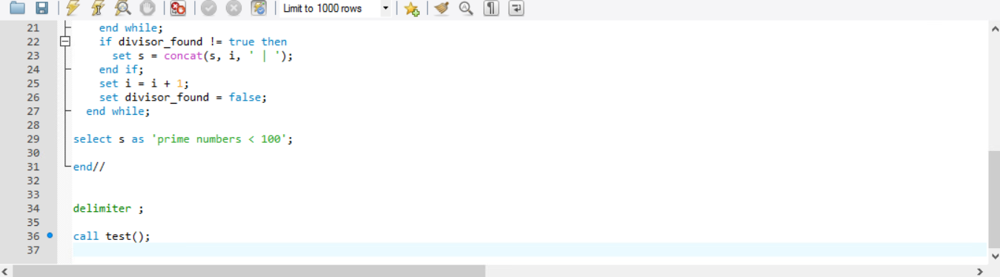 Limit to 1000 rows
21 end while;
22 if divisor_found != true then
23 set s = concat(s, i, ' | ');
24 end if;
25 set i = i + 1;
26 set divisor_found = false;
27 end while;
28
29 select s as 'prime numbers < 100';
30
31 end//
32
33
34 delimiter ;
35
36 call test();
37